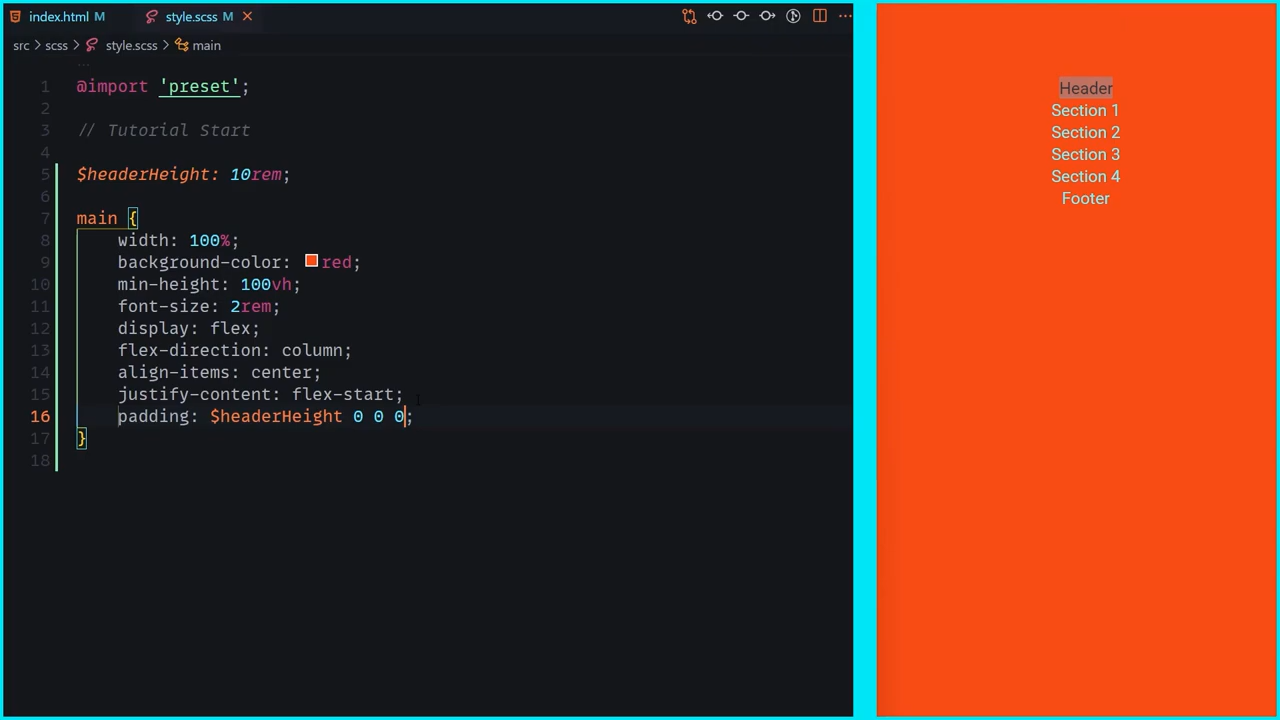 index.html M
style.scss M
src > scss > style.scss > main
...
1 @import 'preset';
2
3 // Tutorial Start
4
5 $headerHeight: 10rem;
6
7 main {
8 width: 100%;
9 background-color: red;
10 min-height: 100vh;
11 font-size: 2rem;
12 display: flex;
13 flex-direction: column;
14 align-items: center;
15 justify-content: flex-start;
16 padding: $headerHeight 0 0 0;
17 }
18
Header
Section 1
Section 2
Section 3
Section 4
Footer